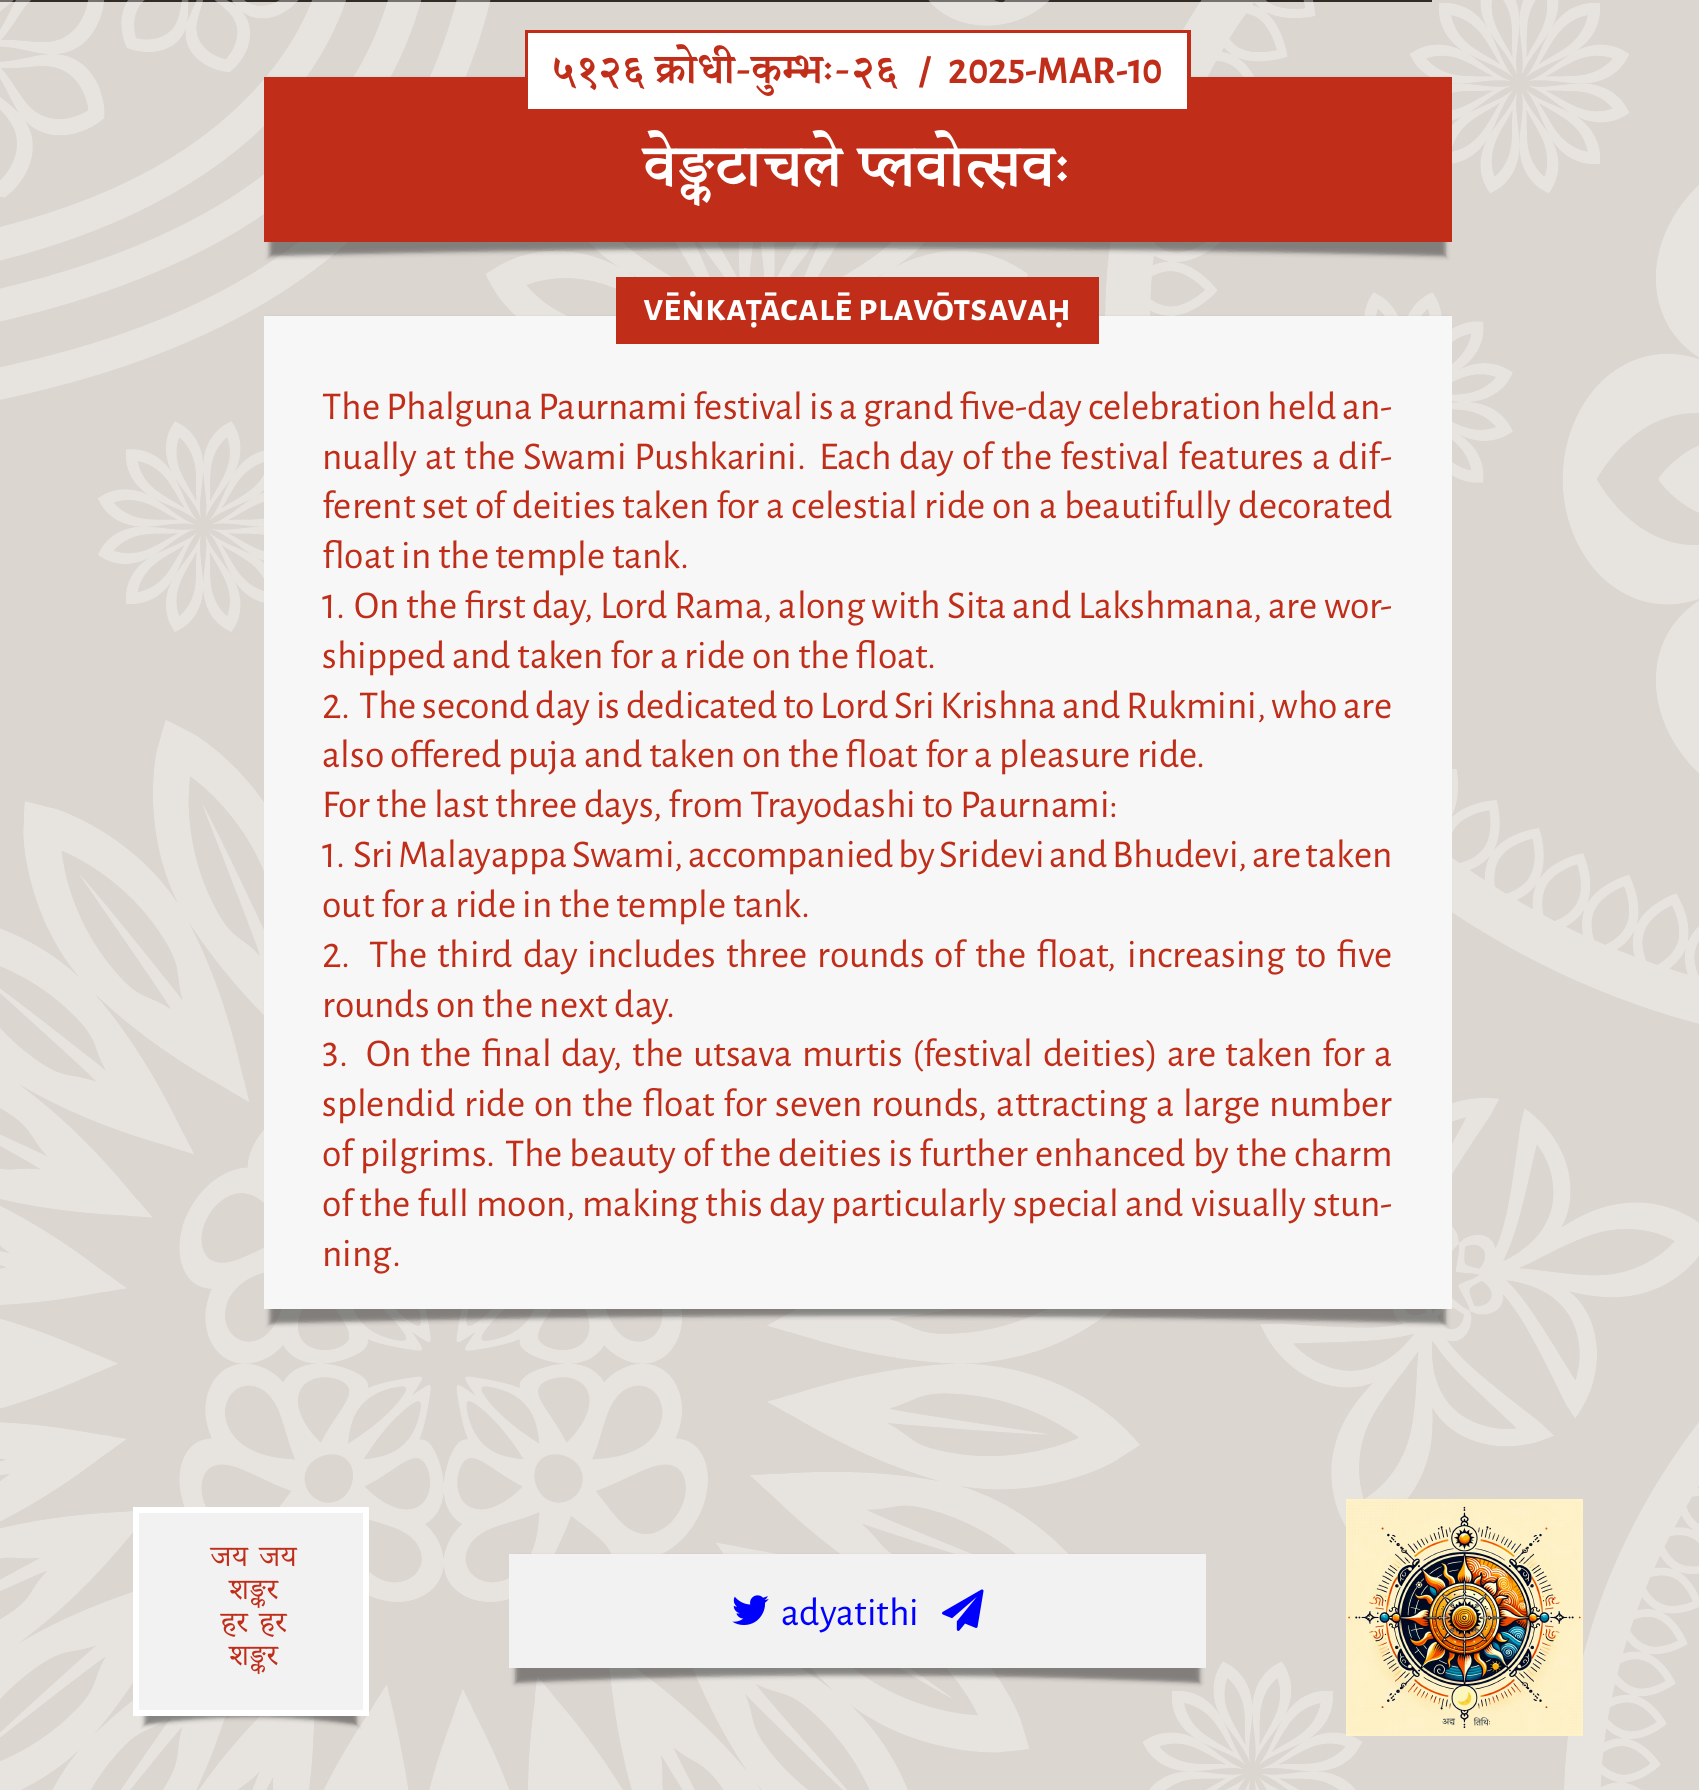 ५१२६ क्रोधी-कुम्भः-२६ / 2025-MAR-10
वेङ्कटाचले प्लवोत्सवः
VĒṄKAṬĀCALĒ PLAVŌTSAVAḤ
The Phalguna Paurnami festival is a grand five-day celebration held an-
nually at the Swami Pushkarini. Each day of the festival features a dif-
ferent set of deities taken for a celestial ride on a beautifully decorated
float in the temple tank.
1. On the first day, Lord Rama, along with Sita and Lakshmana, are wor-
shipped and taken for a ride on the float.
2. The second day is dedicated to Lord Sri Krishna and Rukmini, who are
also offered puja and taken on the float for a pleasure ride.
For the last three days, from Trayodashi to Paurnami:
1. Sri Malayappa Swami, accompanied by Sridevi and Bhudevi, are taken
out for a ride in the temple tank.
2. The third day includes three rounds of the float, increasing to five
rounds on the next day.
3. On the final day, the utsava murtis (festival deities) are taken for a
splendid ride on the float for seven rounds, attracting a large number
of pilgrims. The beauty of the deities is further enhanced by the charm
of the full moon, making this day particularly special and visually stun-
ning.
जय जय
शङ्कर
हर हर
शङ्कर
adyatithi
अद्य तिथिः